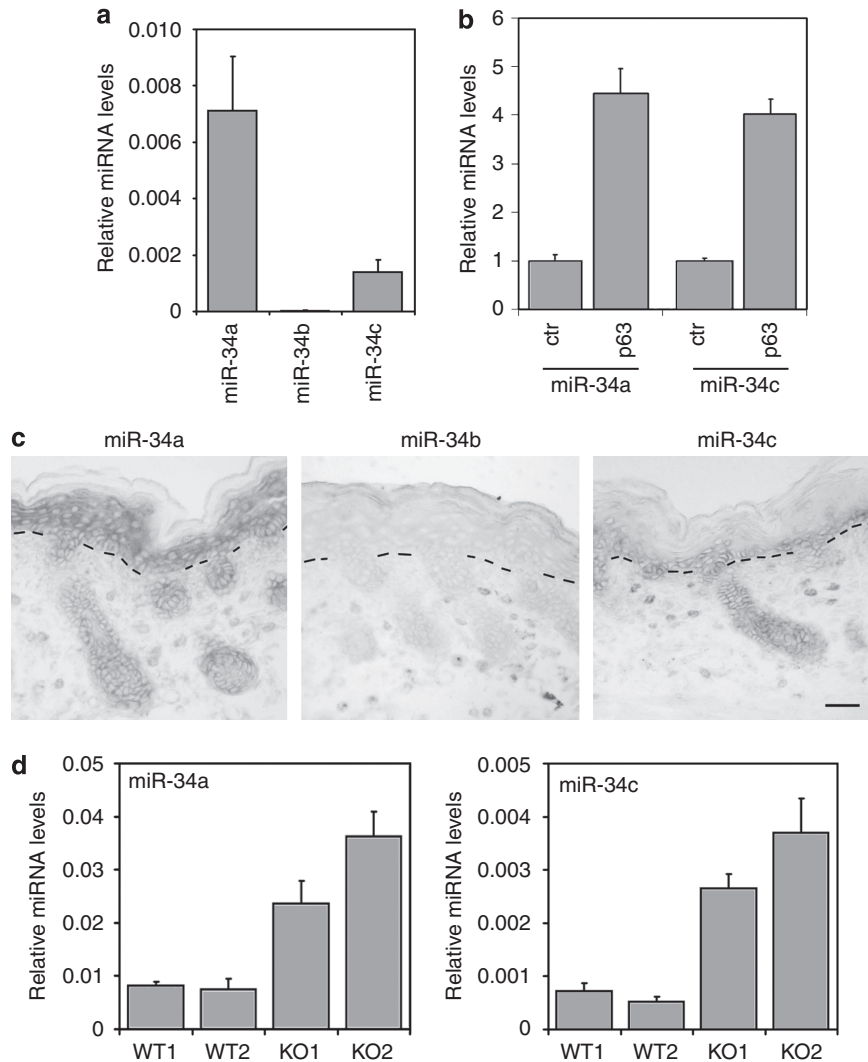 a
Relative miRNA levels
0.010
0.008
0.006
0.004
0.002
0
miR-34a
miR-34b
miR-34c
b
Relative miRNA levels
6
5
4
3
2
1
0
ctr
p63
ctr
p63
miR-34a
miR-34c
c
miR-34a
miR-34b
miR-34c
d
Relative miRNA levels
0.05
0.04
0.03
0.02
0.01
0
miR-34a
WT1 WT2 KO1 KO2
Relative miRNA levels
0.005
0.004
0.003
0.002
0.001
0
miR-34c
WT1 WT2 KO1 KO2